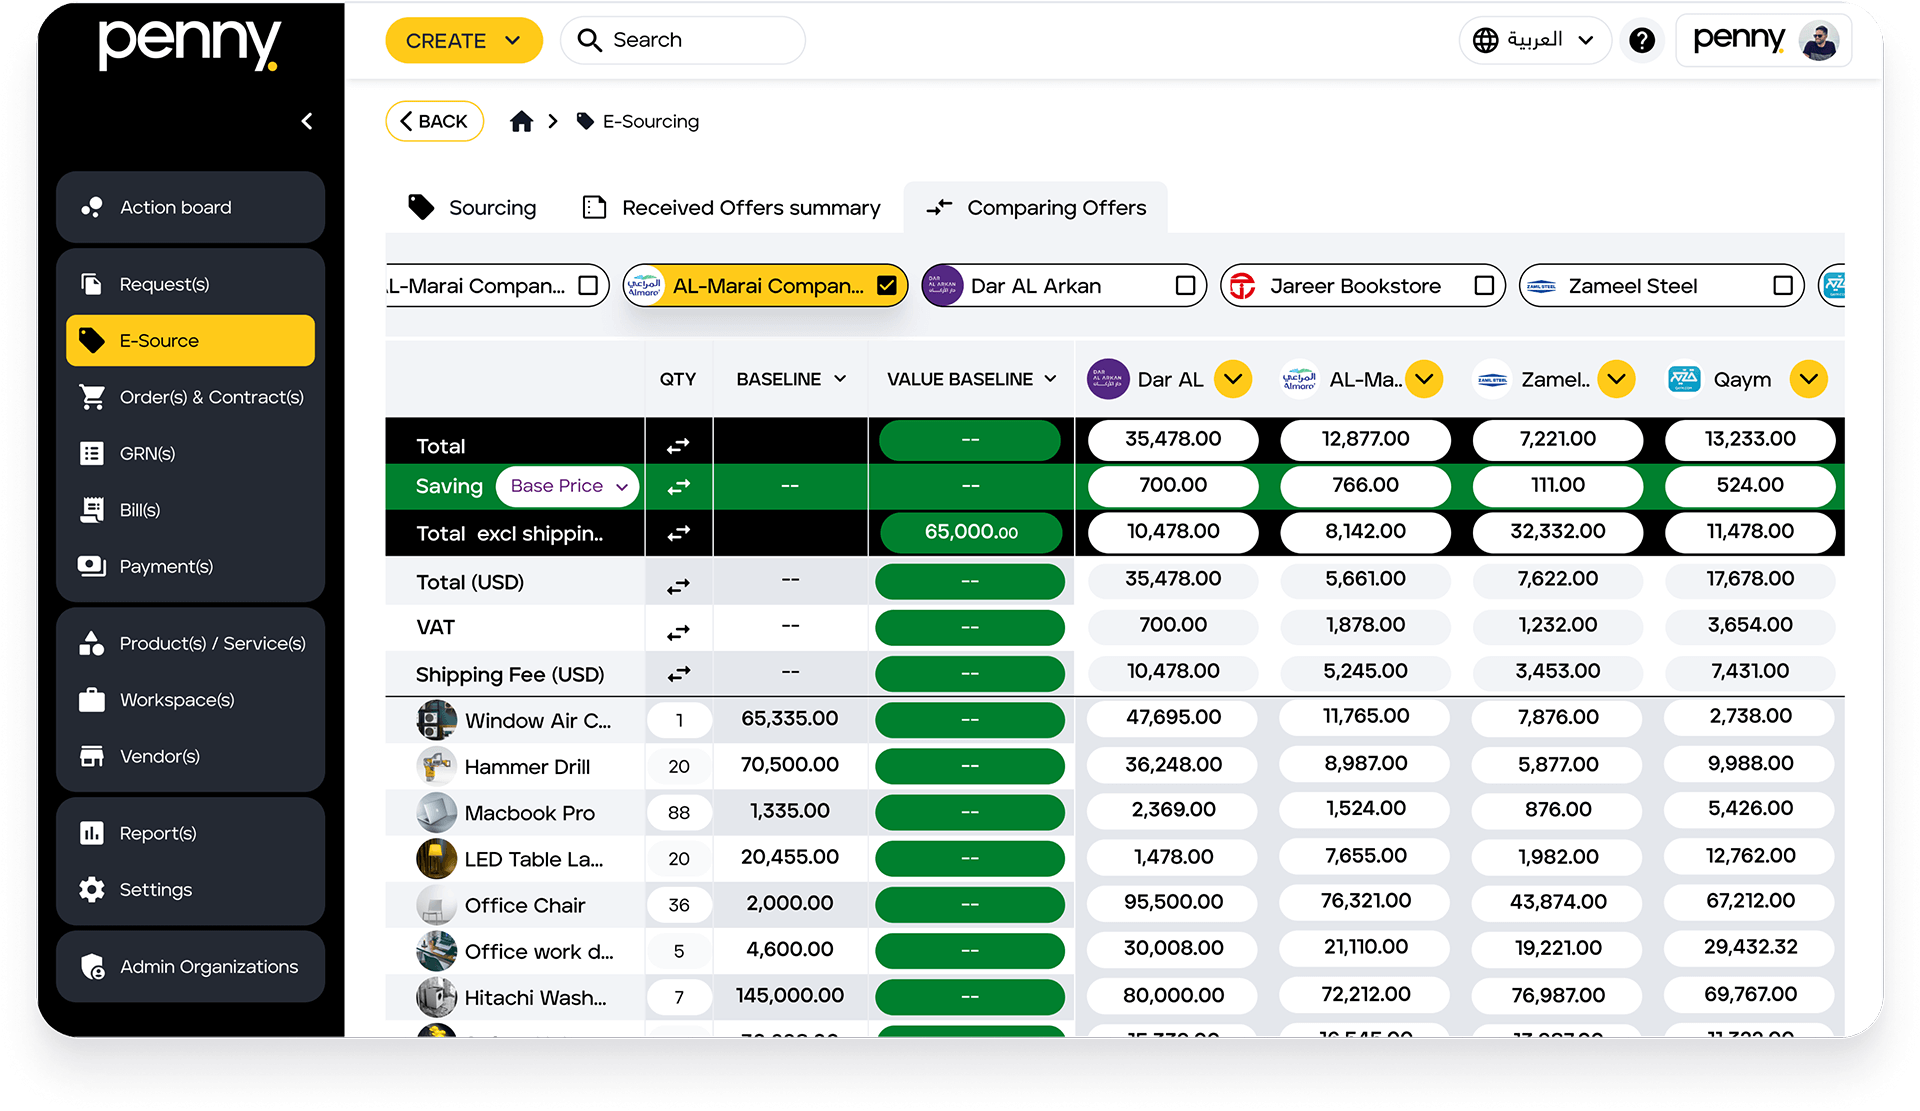 penny.
CREATE
Search
العربية
penny.
BACK
E-Sourcing
Action board
Request(s)
E-Source
Order(s) & Contract(s)
GRN(s)
Bill(s)
Payment(s)
Product(s) / Service(s)
Workspace(s)
Vendor(s)
Report(s)
Settings
Admin Organizations
Sourcing
Received Offers summary
Comparing Offers
L-Marai Compan...
المراعي Almarai AL-Marai Compan...
DAR AL ARKAN دار الأركان Dar AL Arkan
Jareer Bookstore
ZAMIL STEEL Zameel Steel
QTY BASELINE VALUE BASELINE Dar AL AL-Ma.. Zamel.. Qaym
Total -- 35,478.00 12,877.00 7,221.00 13,233.00
Saving Base Price -- -- 700.00 766.00 111.00 524.00
Total excl shippin.. 65,000.00 10,478.00 8,142.00 32,332.00 11,478.00
Total (USD) -- -- 35,478.00 5,661.00 7,622.00 17,678.00
VAT -- -- 700.00 1,878.00 1,232.00 3,654.00
Shipping Fee (USD) -- -- 10,478.00 5,245.00 3,453.00 7,431.00
Window Air C... 1 65,335.00 -- 47,695.00 11,765.00 7,876.00 2,738.00
Hammer Drill 20 70,500.00 -- 36,248.00 8,987.00 5,877.00 9,988.00
Macbook Pro 88 1,335.00 -- 2,369.00 1,524.00 876.00 5,426.00
LED Table La... 20 20,455.00 -- 1,478.00 7,655.00 1,982.00 12,762.00
Office Chair 36 2,000.00 -- 95,500.00 76,321.00 43,874.00 67,212.00
Office work d... 5 4,600.00 -- 30,008.00 21,110.00 19,221.00 29,432.32
Hitachi Wash... 7 145,000.00 -- 80,000.00 72,212.00 76,987.00 69,767.00